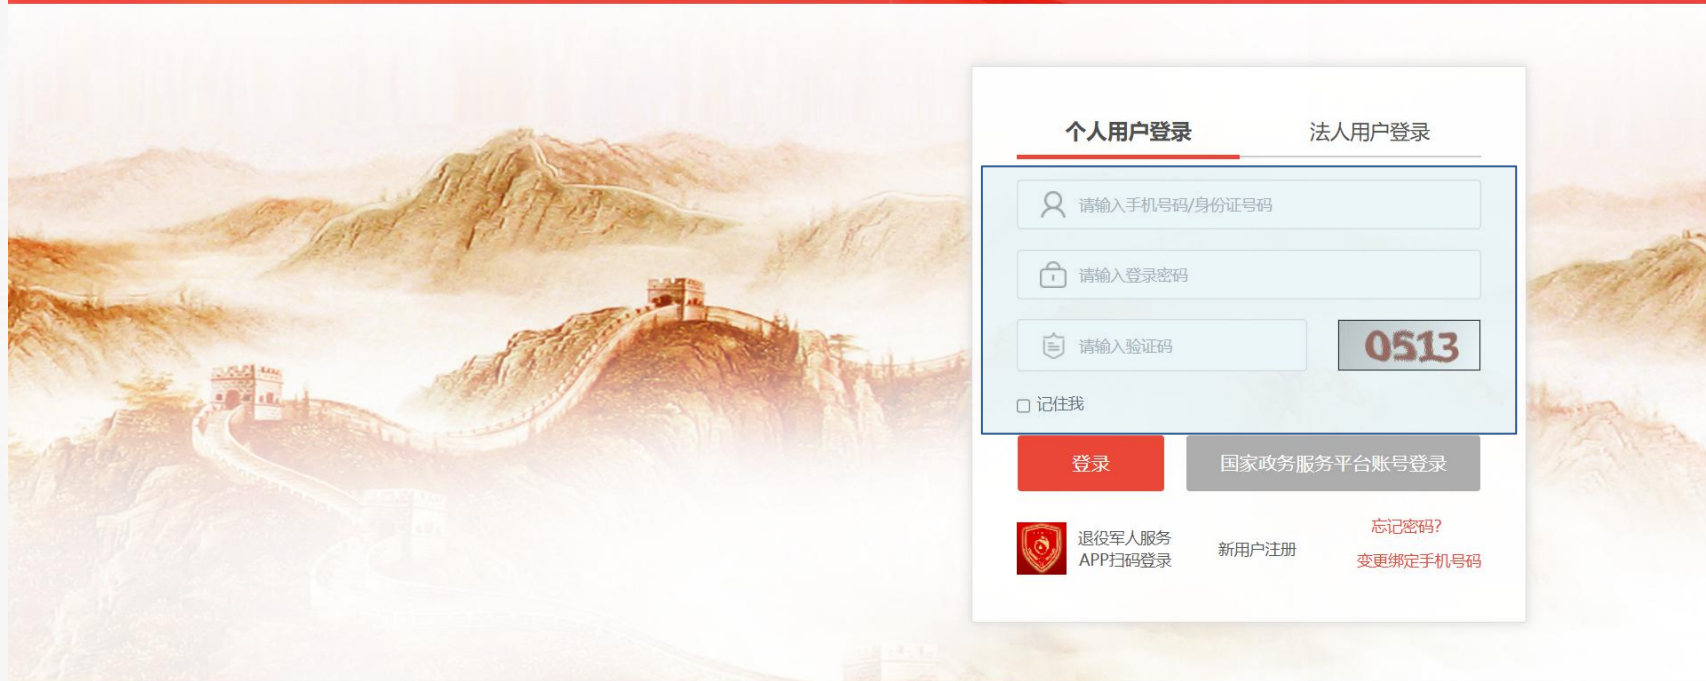 个人用户登录 法人用户登录
请输入手机号码/身份证号码
请输入登录密码
请输入验证码 0513
记住我
登录 国家政务服务平台账号登录
退役军人服务
APP扫码登录
新用户注册
忘记密码?
变更绑定手机号码